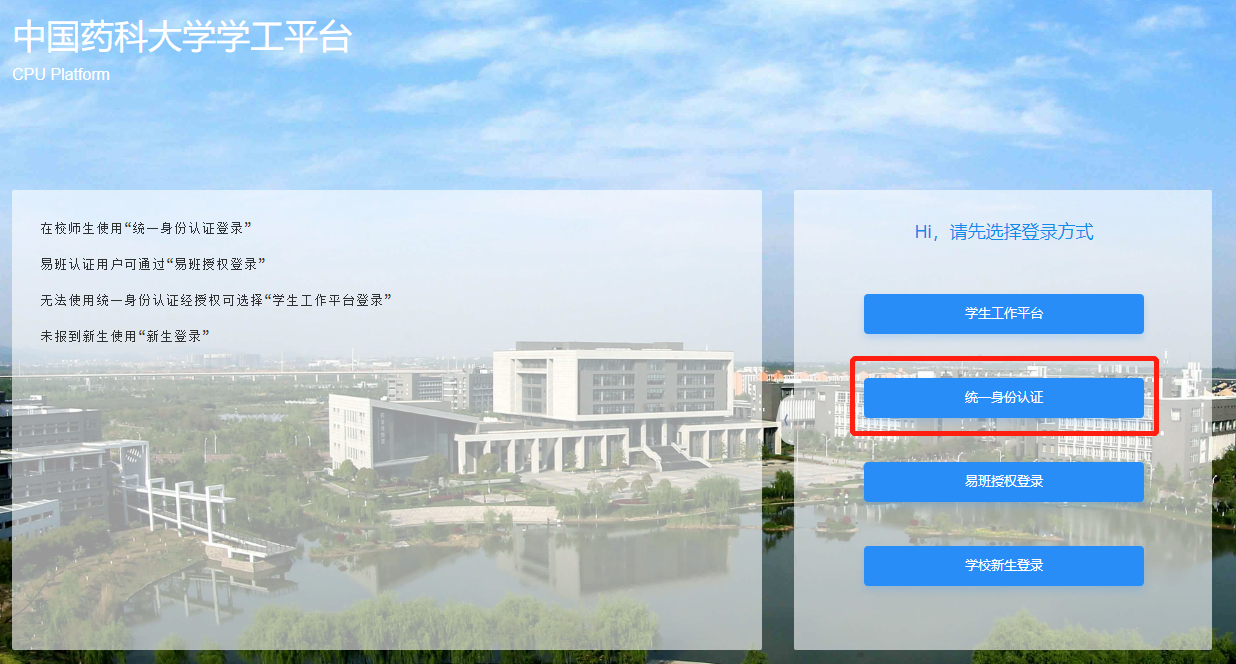 中国药科大学学工平台
CPU Platform
在校师生使用“统一身份认证登录”
易班认证用户可通过“易班授权登录”
无法使用统一身份认证经授权可选择“学生工作平台登录”
未报到新生使用“新生登录”
Hi，请先选择登录方式
学生工作平台
统一身份认证
易班授权登录
学校新生登录